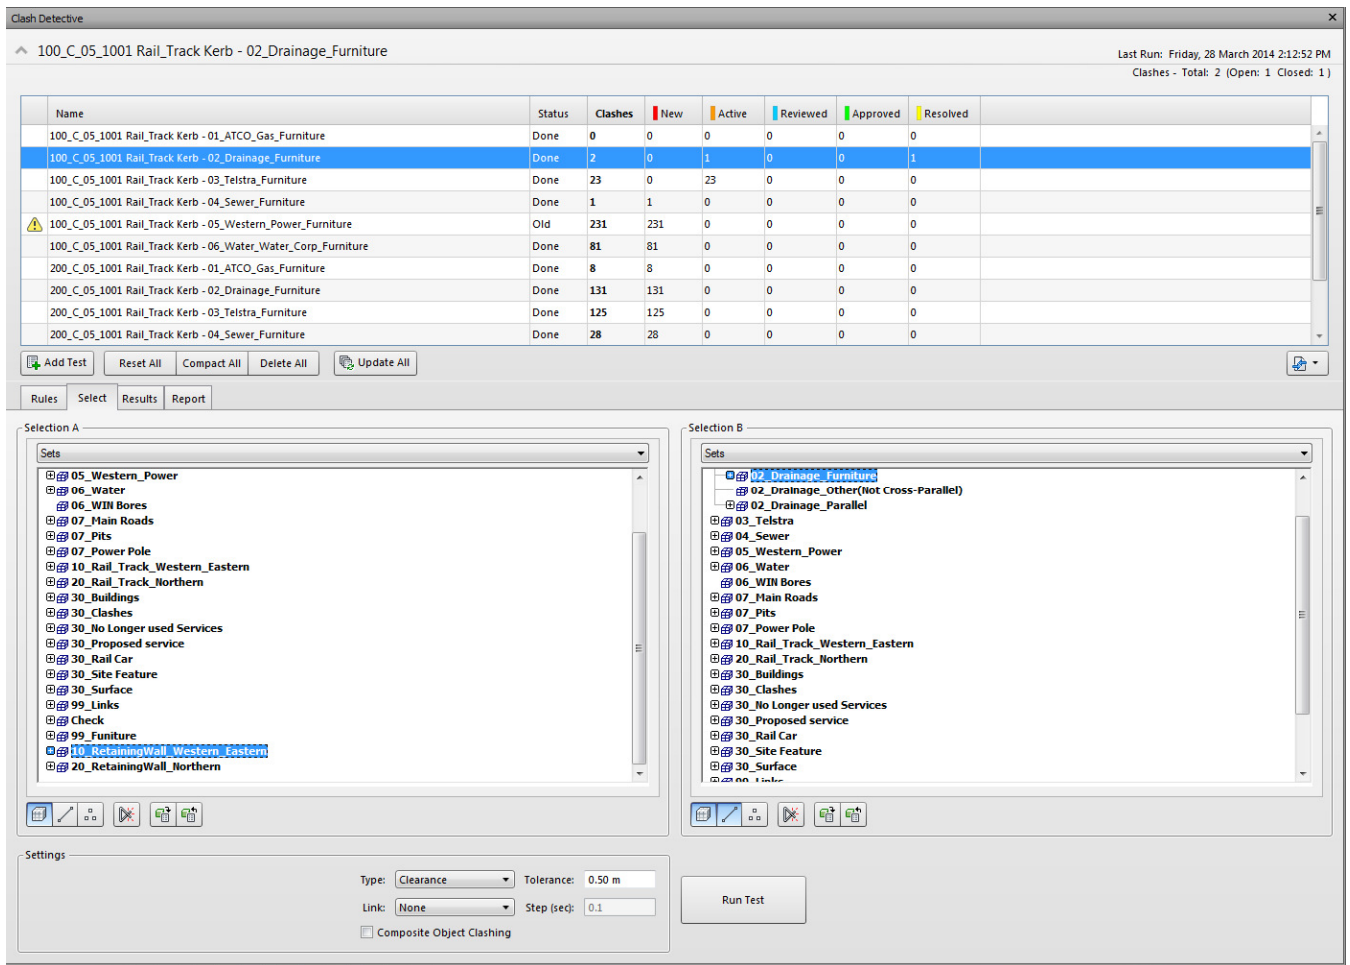 Clash Detective
100_C_05_1001 Rail_Track Kerb - 02_Drainage_Furniture
Last Run: Friday, 28 March 2014 2:12:52 PM
Clashes - Total: 2 (Open: 1 Closed: 1 )
Name Status Clashes New Active Reviewed Approved Resolved
100_C_05_1001 Rail_Track Kerb - 01_ATCO_Gas_Furniture Done 0 0 0 0 0 0
100_C_05_1001 Rail_Track Kerb - 02_Drainage_Furniture Done 2 0 1 0 0 1
100_C_05_1001 Rail_Track Kerb - 03_Telstra_Furniture Done 23 0 23 0 0 0
100_C_05_1001 Rail_Track Kerb - 04_Sewer_Furniture Done 1 1 0 0 0 0
100_C_05_1001 Rail_Track Kerb - 05_Western_Power_Furniture Old 231 231 0 0 0 0
100_C_05_1001 Rail_Track Kerb - 06_Water_Water_Corp_Furniture Done 81 81 0 0 0 0
200_C_05_1001 Rail_Track Kerb - 01_ATCO_Gas_Furniture Done 8 8 0 0 0 0
200_C_05_1001 Rail_Track Kerb - 02_Drainage_Furniture Done 131 131 0 0 0 0
200_C_05_1001 Rail_Track Kerb - 03_Telstra_Furniture Done 125 125 0 0 0 0
200_C_05_1001 Rail_Track Kerb - 04_Sewer_Furniture Done 28 28 0 0 0 0
Add Test Reset All Compact All Delete All Update All
Rules Select Results Report
Selection A
Sets
05_Western_Power
06_Water
06_WIN Bores
07_Main Roads
07_Pits
07_Power Pole
10_Rail_Track_Western_Eastern
20_Rail_Track_Northern
30_Buildings
30_Clashes
30_No Longer used Services
30_Proposed service
30_Rail Car
30_Site Feature
30_Surface
99_Links
Check
99_Funiture
10_RetainingWall_Western_Eastern
20_RetainingWall_Northern
Selection B
Sets
02_Drainage_Furniture
02_Drainage_Other(Not Cross-Parallel)
02_Drainage_Parallel
03_Telstra
04_Sewer
05_Western_Power
06_Water
06_WIN Bores
07_Main Roads
07_Pits
07_Power Pole
10_Rail_Track_Western_Eastern
20_Rail_Track_Northern
30_Buildings
30_Clashes
30_No Longer used Services
30_Proposed service
30_Rail Car
30_Site Feature
30_Surface
99_Links
Settings
Type: Clearance Tolerance: 0.50 m
Link: None Step (sec): 0.1
Composite Object Clashing
Run Test